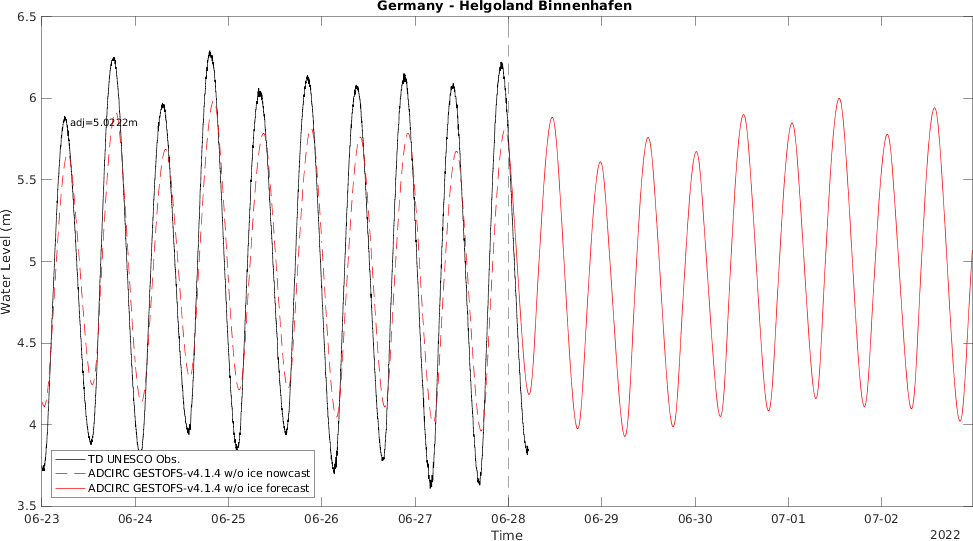 Germany - Helgoland Binnenhafen
6.5
6
5.5
5
4.5
4
3.5
Water Level (m)
adj=5.0222m
TD UNESCO Obs.
ADCIRC GESTOFS-v4.1.4 w/o ice nowcast
ADCIRC GESTOFS-v4.1.4 w/o ice forecast
06-23 06-24 06-25 06-26 06-27 06-28 06-29 06-30 07-01 07-02
Time
2022